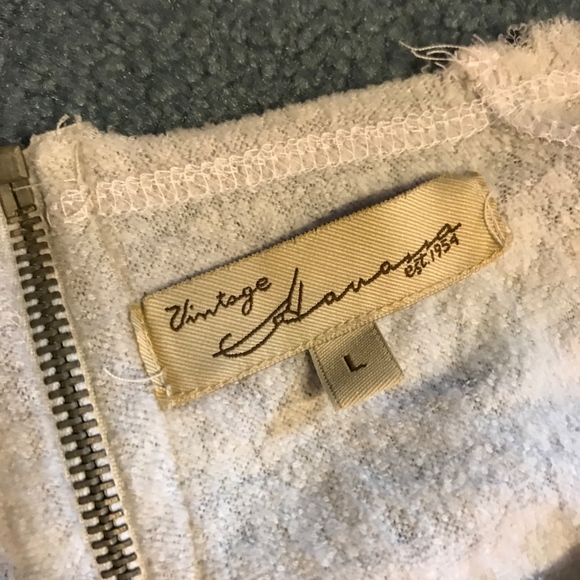 Vintage
Havana
est.1954
L